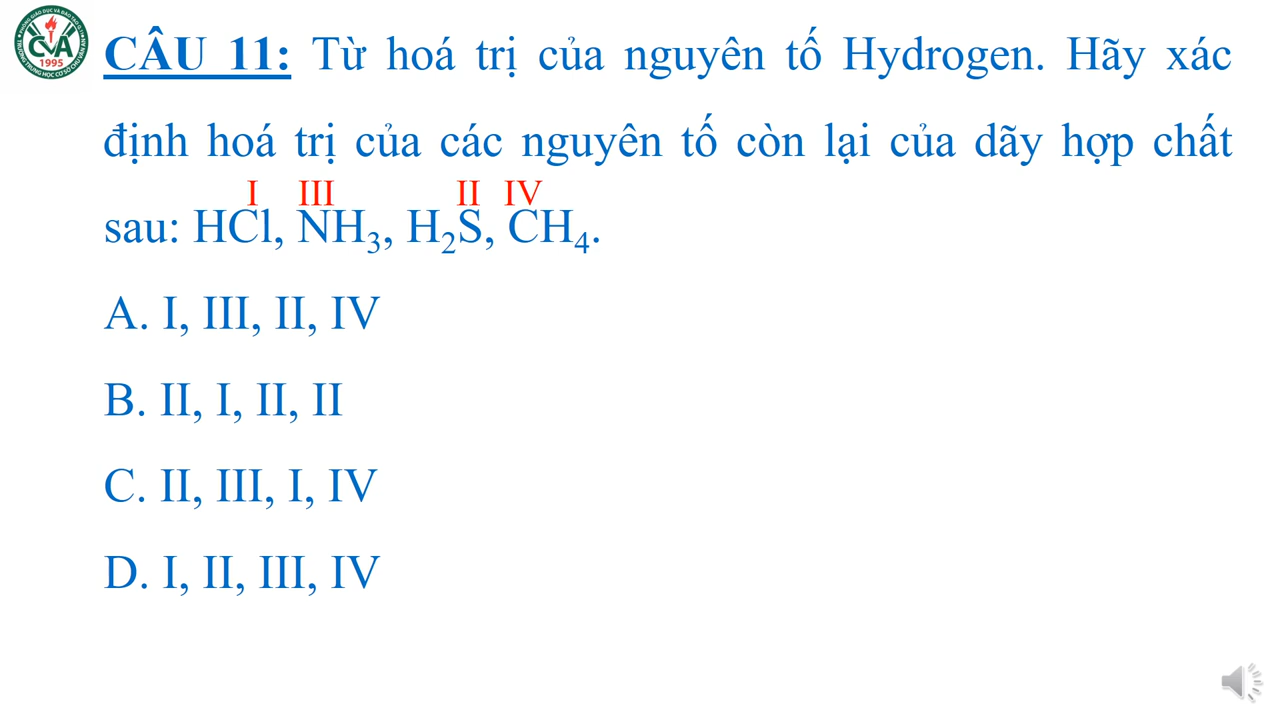 CVA
1995
CÂU 11: Từ hoá trị của nguyên tố Hydrogen. Hãy xác
định hoá trị của các nguyên tố còn lại của dãy hợp chất
I III II IV
sau: HCl, NH₃, H₂S, CH₄.
A. I, III, II, IV
B. II, I, II, II
C. II, III, I, IV
D. I, II, III, IV